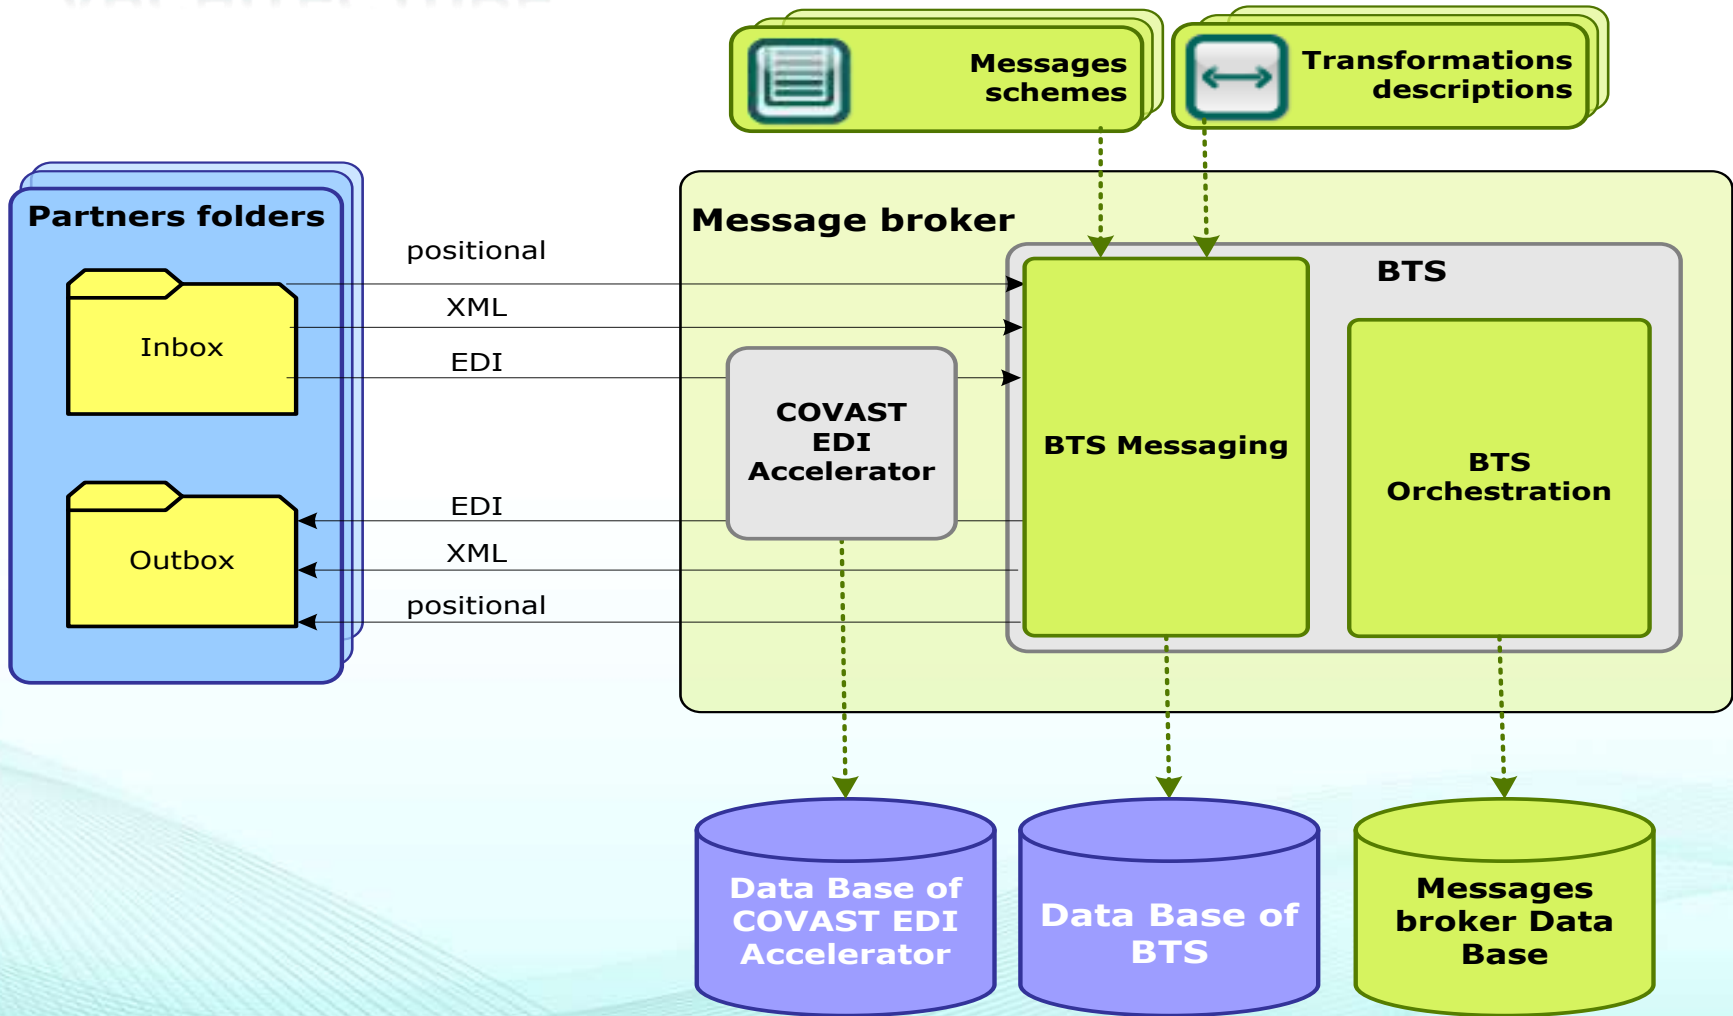 Messages
schemes
Transformations
descriptions
Partners folders
Message broker
positional
BTS
XML
Inbox
EDI
COVAST
EDI
Accelerator
BTS Messaging
BTS
Orchestration
EDI
XML
Outbox
positional
Data Base of
COVAST EDI
Accelerator
Data Base of
BTS
Messages
broker Data
Base